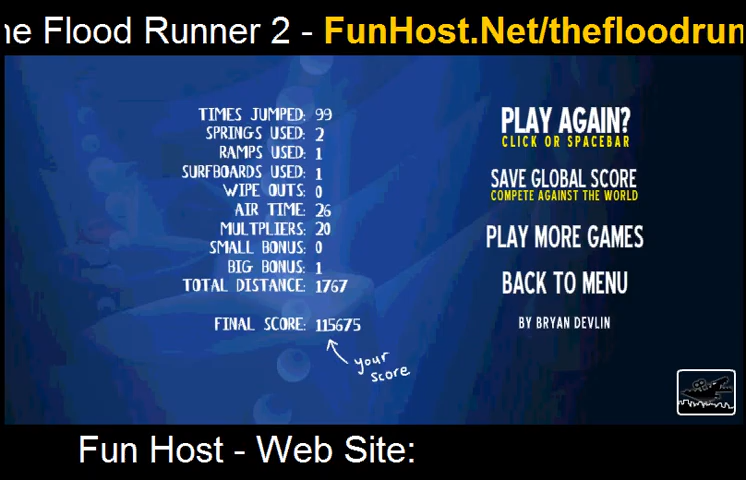 he Flood Runner 2 - FunHost.Net/thefloodrun
TIMES JUMPED: 99
SPRINGS USED: 2
RAMPS USED: 1
SURFBOARDS USED: 1
WIPE OUTS: 0
AIR TIME: 26
MULTPLIERS: 20
SMALL BONUS: 0
BIG BONUS: 1
TOTAL DISTANCE: 1767
FINAL SCORE: 115675
your
score
PLAY AGAIN?
CLICK OR SPACEBAR
SAVE GLOBAL SCORE
COMPETE AGAINST THE WORLD
PLAY MORE GAMES
BACK TO MENU
BY BRYAN DEVLIN
Fun Host - Web Site: